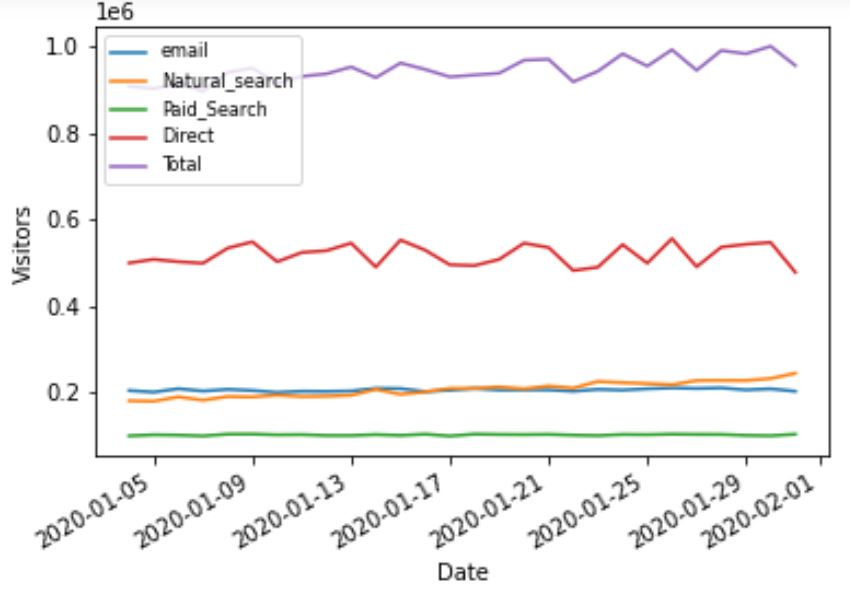 1e6
1.0
0.8
0.6
0.4
0.2
Visitors
email
Natural_search
Paid_Search
Direct
Total
2020-01-05
2020-01-09
2020-01-13
2020-01-17
2020-01-21
2020-01-25
2020-01-29
2020-02-01
Date